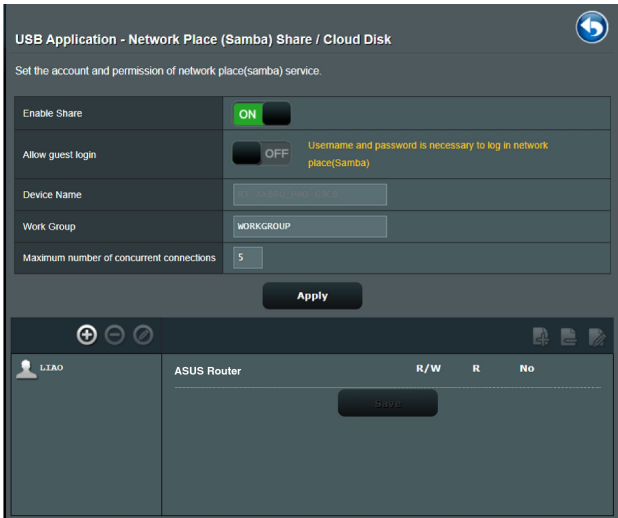 USB Application - Network Place (Samba) Share / Cloud Disk
Set the account and permission of network place(samba) service.
Enable Share
ON
Allow guest login
OFF
Username and password is necessary to log in network
place(Samba)
Device Name
Work Group
WORKGROUP
Maximum number of concurrent connections
5
Apply
LIAO
ASUS Router
R/W
R
No
Save